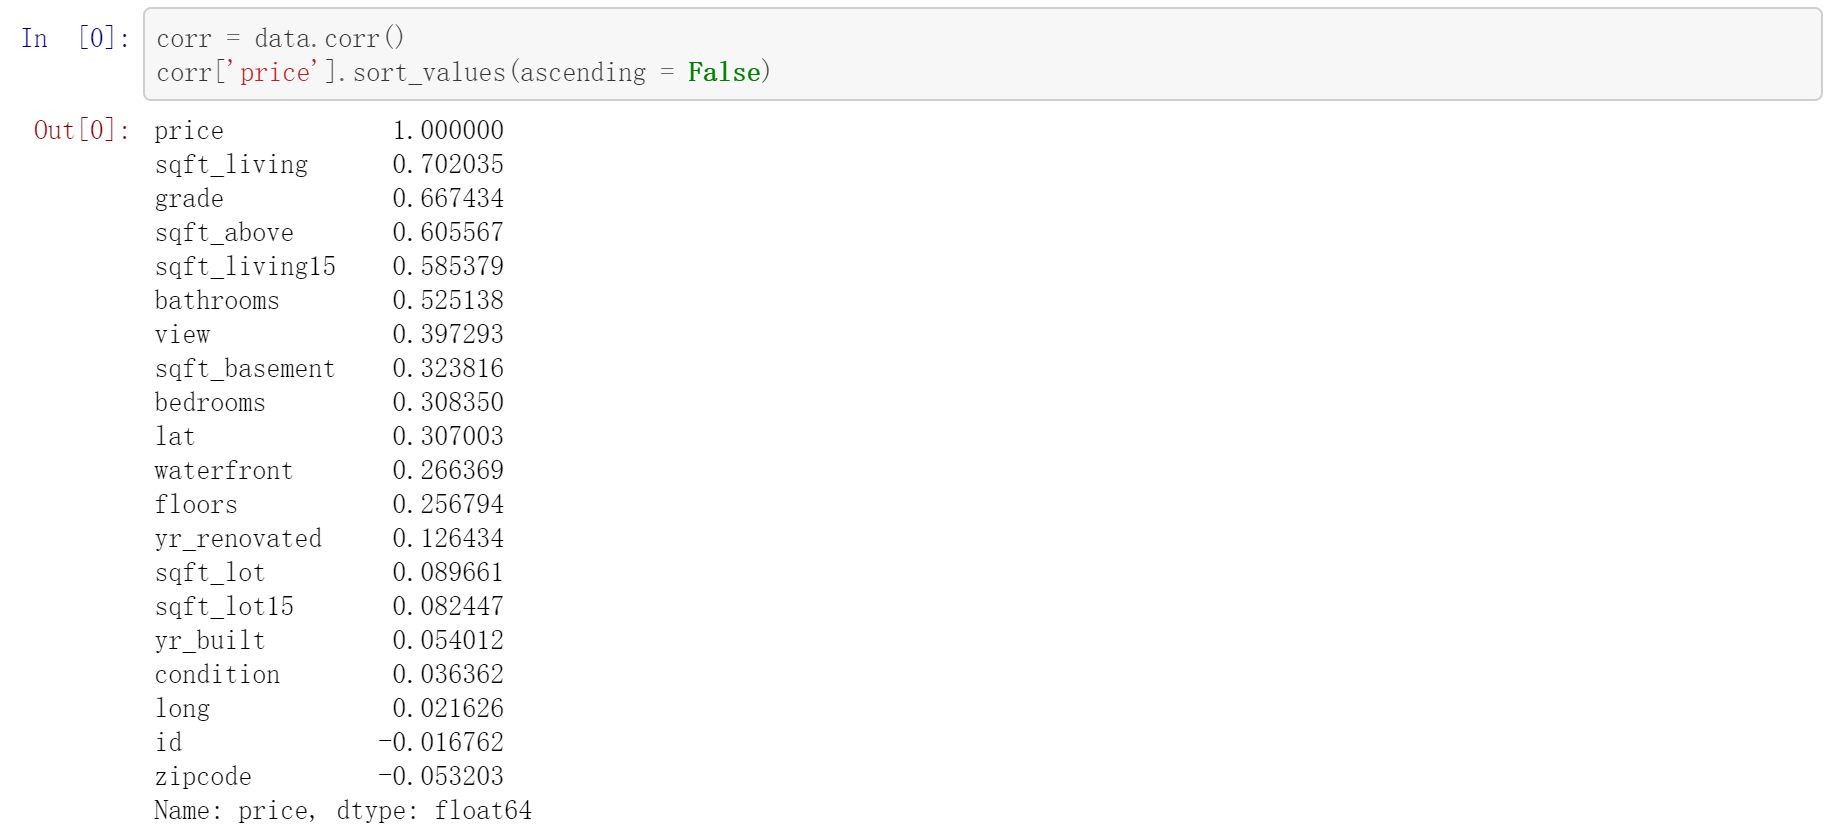 In [0]: corr = data.corr()
corr['price'].sort_values(ascending = False)
Out[0]: price 1.000000
sqft_living 0.702035
grade 0.667434
sqft_above 0.605567
sqft_living15 0.585379
bathrooms 0.525138
view 0.397293
sqft_basement 0.323816
bedrooms 0.308350
lat 0.307003
waterfront 0.266369
floors 0.256794
yr_renovated 0.126434
sqft_lot 0.089661
sqft_lot15 0.082447
yr_built 0.054012
condition 0.036362
long 0.021626
id -0.016762
zipcode -0.053203
Name: price, dtype: float64